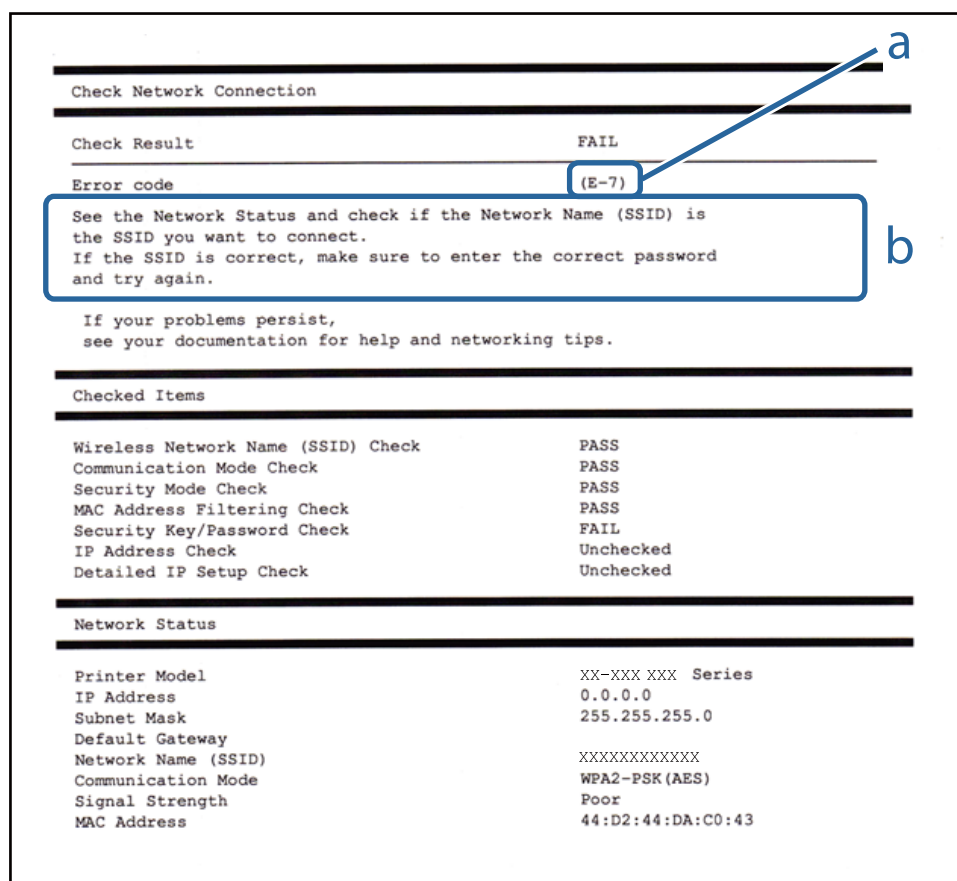 a
Check Network Connection
Check Result FAIL
Error code (E-7)
See the Network Status and check if the Network Name (SSID) is
the SSID you want to connect.
If the SSID is correct, make sure to enter the correct password
and try again.
b
If your problems persist,
see your documentation for help and networking tips.
Checked Items
Wireless Network Name (SSID) Check PASS
Communication Mode Check PASS
Security Mode Check PASS
MAC Address Filtering Check PASS
Security Key/Password Check FAIL
IP Address Check Unchecked
Detailed IP Setup Check Unchecked
Network Status
Printer Model XX-XXX XXX Series
IP Address 0.0.0.0
Subnet Mask 255.255.255.0
Default Gateway
Network Name (SSID) XXXXXXXXXXXX
Communication Mode WPA2-PSK(AES)
Signal Strength Poor
MAC Address 44:D2:44:DA:C0:43